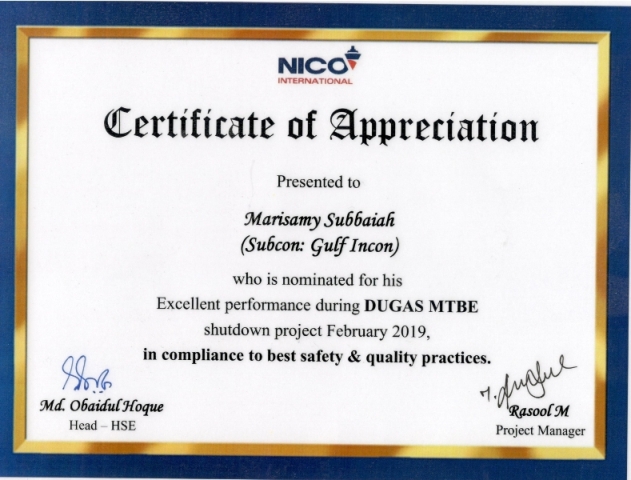 NICO
INTERNATIONAL
Certificate of Appreciation
Presented to
Marisamy Subbaiah
(Subcon: Gulf Incon)
who is nominated for his
Excellent performance during DUGAS MTBE
shutdown project February 2019,
in compliance to best safety & quality practices.
Md. Obaidul Hoque
Head – HSE
Rasool M
Project Manager